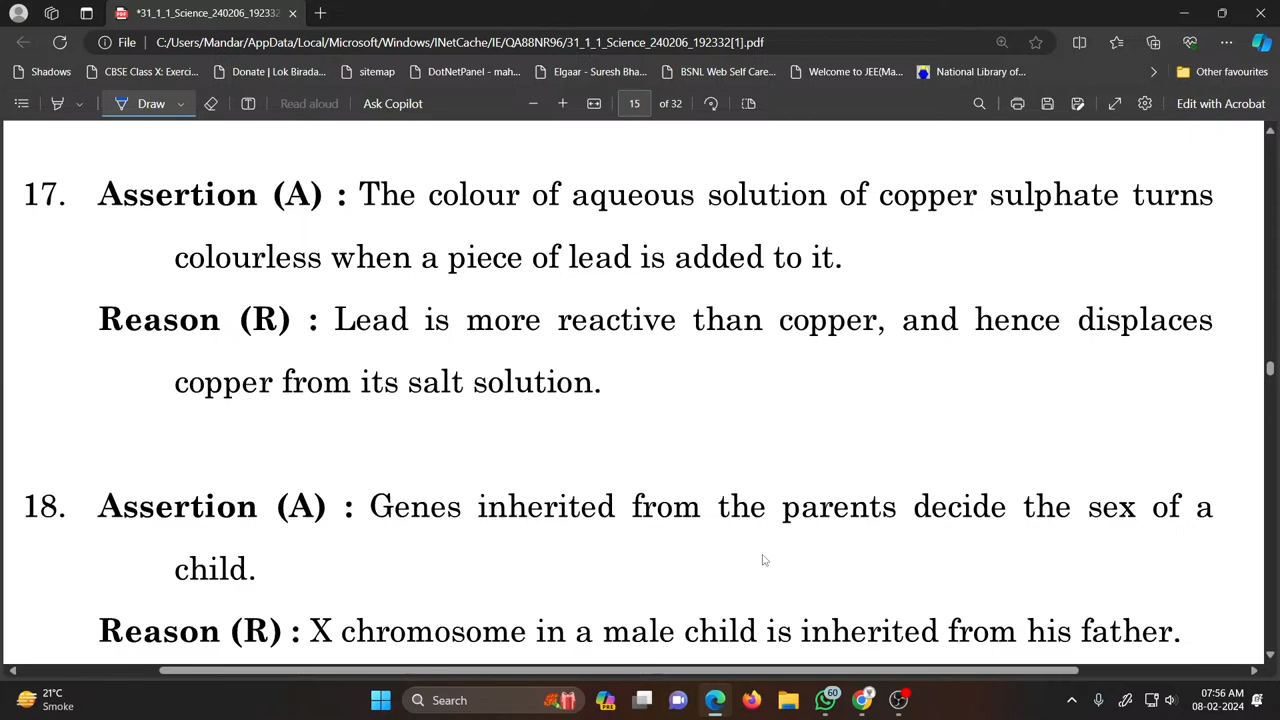 *31_1_1_Science_240206_192332
File C:/Users/Mandar/AppData/Local/Microsoft/Windows/INetCache/IE/QA88NR96/31_1_1_Science_240206_192332[1].pdf
Shadows CBSE Class X: Exerci... Donate | Lok Birada... sitemap DotNetPanel - mah... Elgaar - Suresh Bha... BSNL Web Self Care... Welcome to JEE(Ma... National Library of... Other favourites
Draw Read aloud Ask Copilot 15 of 32 Edit with Acrobat
17. Assertion (A) : The colour of aqueous solution of copper sulphate turns
colourless when a piece of lead is added to it.
Reason (R) : Lead is more reactive than copper, and hence displaces
copper from its salt solution.
18. Assertion (A) : Genes inherited from the parents decide the sex of a
child.
Reason (R) : X chromosome in a male child is inherited from his father.
21°C
Smoke
Search
PRE
60
07:56 AM
08-02-2024